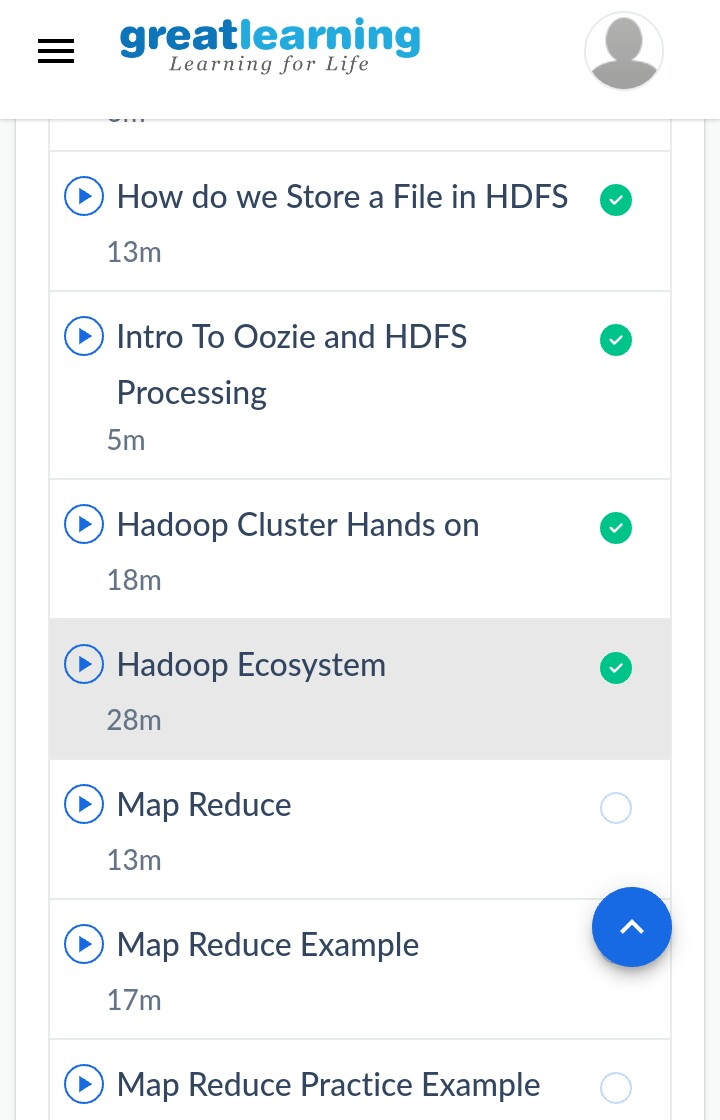 greatlearning
Learning for Life
How do we Store a File in HDFS
13m
Intro To Oozie and HDFS
Processing
5m
Hadoop Cluster Hands on
18m
Hadoop Ecosystem
28m
Map Reduce
13m
Map Reduce Example
17m
Map Reduce Practice Example